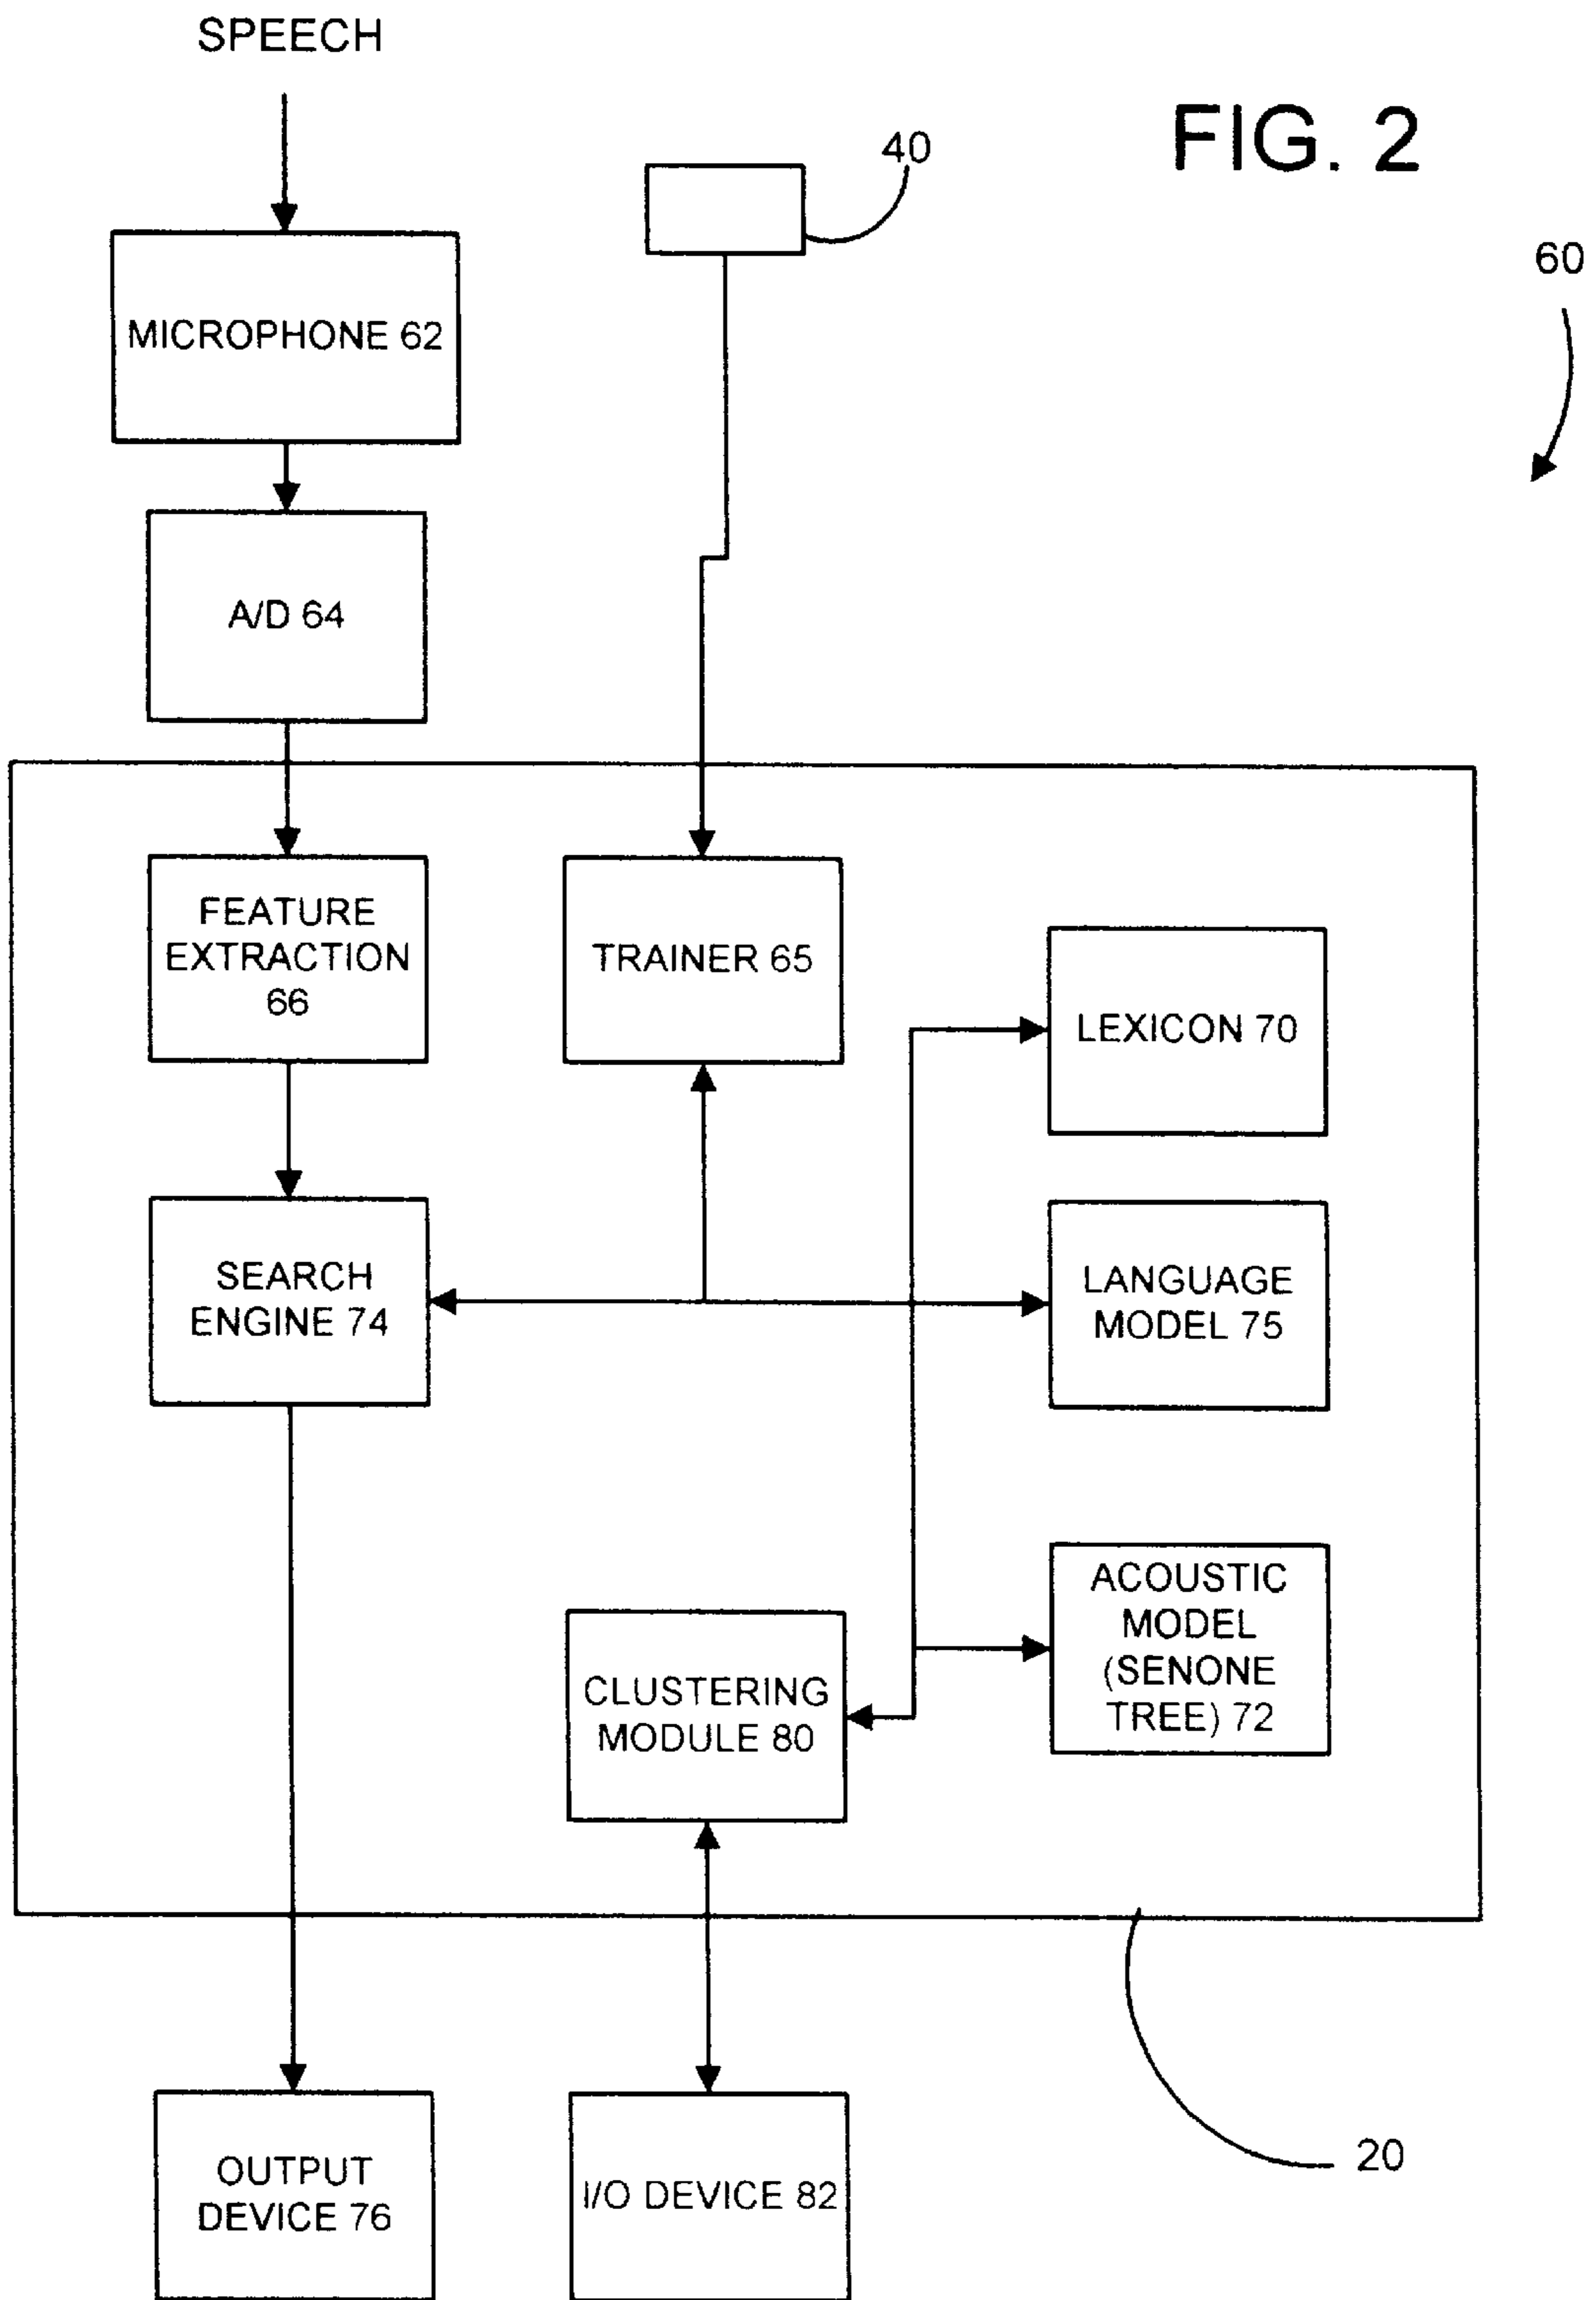 SPEECH
FIG. 2
40
60
MICROPHONE 62
A/D 64
FEATURE
EXTRACTION
66
TRAINER 65
LEXICON 70
SEARCH
ENGINE 74
LANGUAGE
MODEL 75
ACOUSTIC
MODEL
(SENONE
TREE) 72
CLUSTERING
MODULE 80
20
OUTPUT
DEVICE 76
I/O DEVICE 82